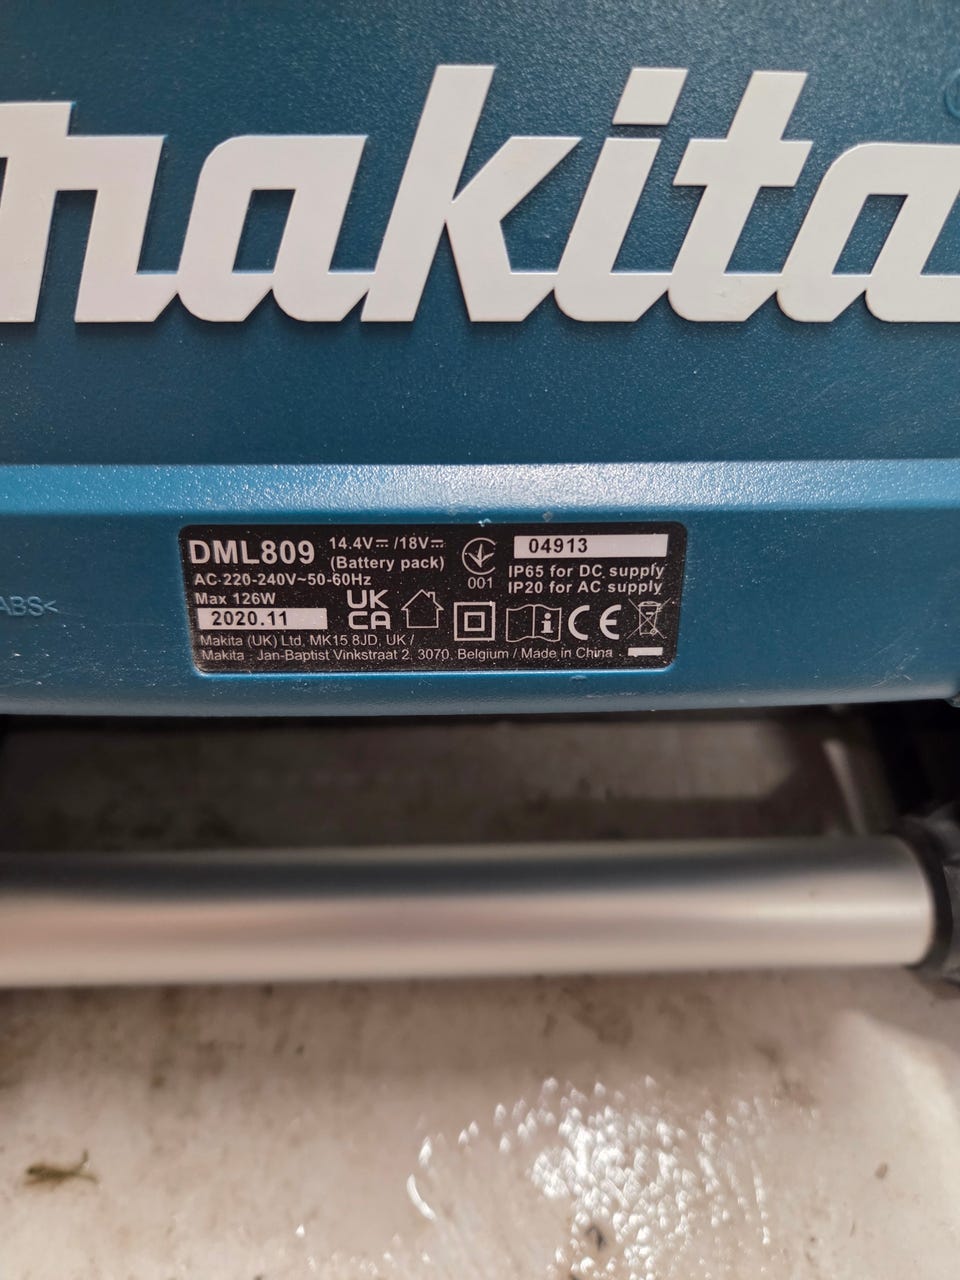 makita
DML809 14.4V⎓ /18V⎓ (Battery pack)
AC 220-240V~50-60Hz
Max 126W
2020.11
UK
CA
001
04913
IP65 for DC supply
IP20 for AC supply
i
CE
Makita (UK) Ltd, MK15 8JD, UK /
Makita Jan-Baptist Vinkstraat 2, 3070, Belgium / Made in China
ABS<